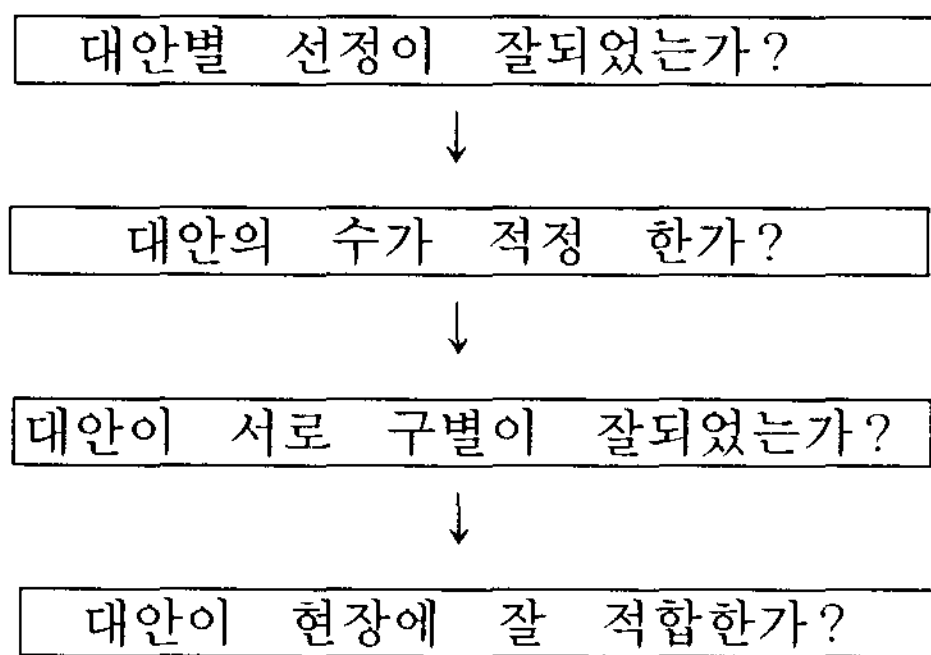 대안별 선정이 잘되었는가?
↓
대안의 수가 적정 한가?
↓
대안이 서로 구별이 잘되었는가?
↓
대안이 현장에 잘 적합한가?